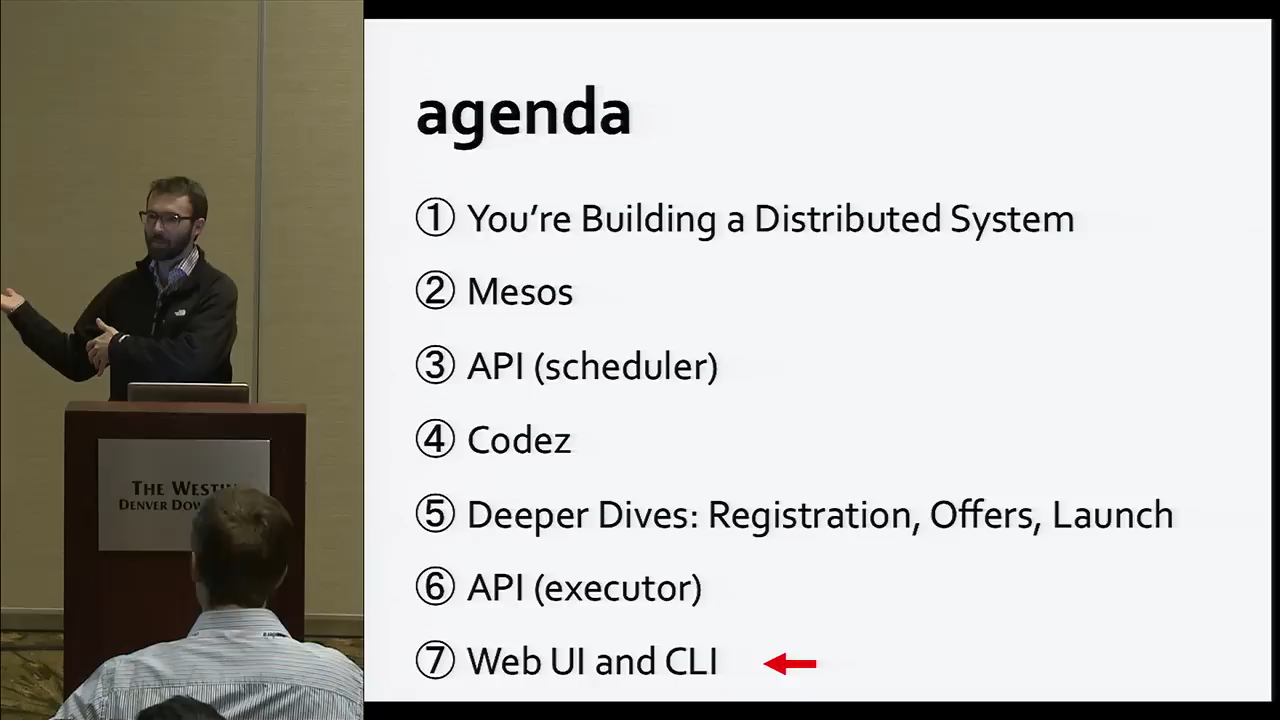 agenda
① You're Building a Distributed System
② Mesos
③ API (scheduler)
④ Codez
⑤ Deeper Dives: Registration, Offers, Launch
⑥ API (executor)
⑦ Web UI and CLI
THE WESTIN
DENVER